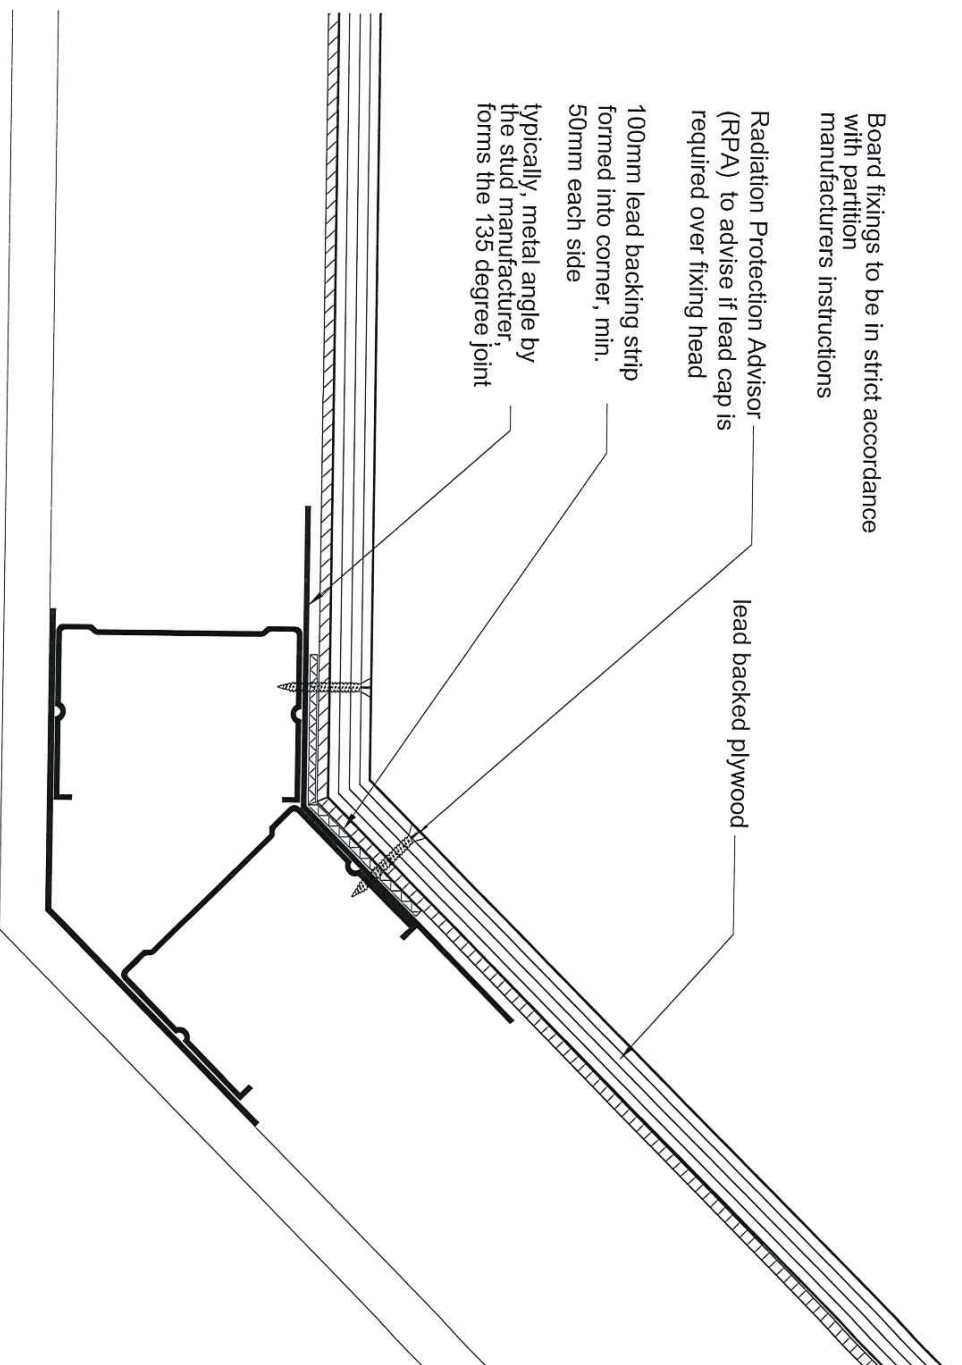 Board fixings to be in strict accordance
with partition
manufacturers instructions
Radiation Protection Advisor
(RPA) to advise if lead cap is
required over fixing head
100mm lead backing strip
formed into corner, min.
50mm each side
typically, metal angle by
the stud manufacturer,
forms the 135 degree joint
lead backed plywood